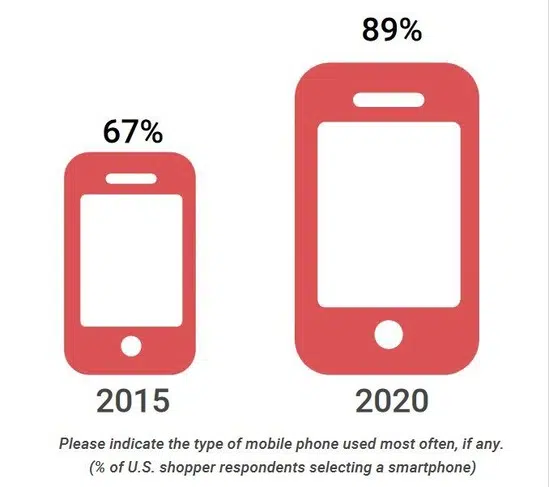 89%
67%
2015
2020
Please indicate the type of mobile phone used most often, if any.
(% of U.S. shopper respondents selecting a smartphone)